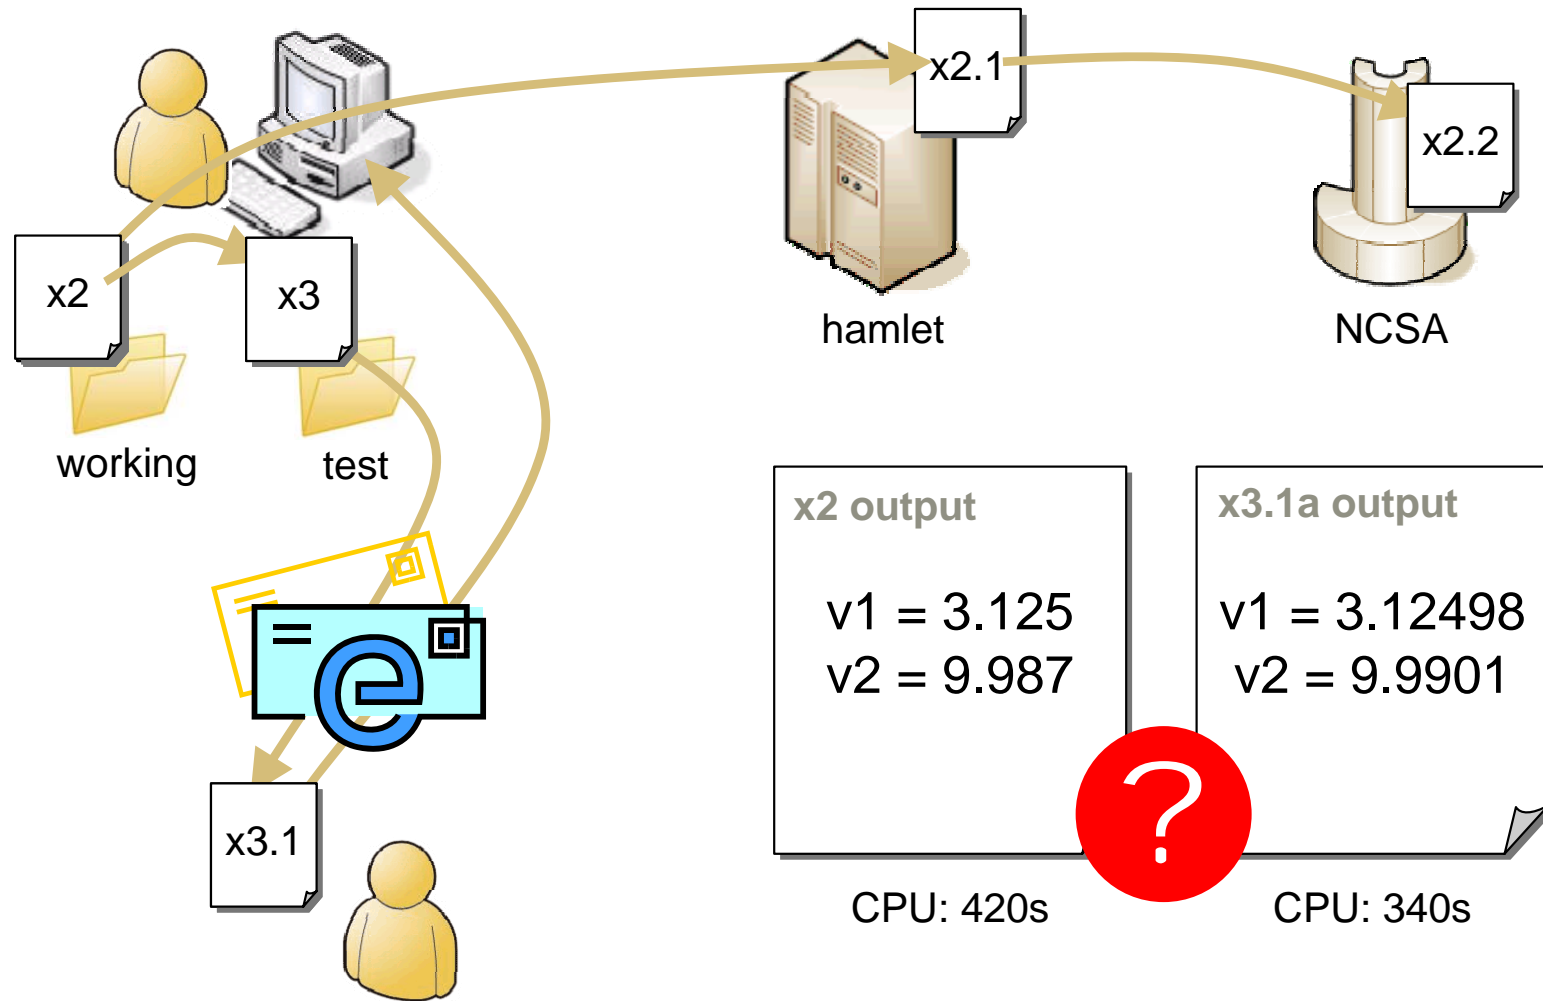 x2.1
x2.2
x2
x3
hamlet
NCSA
working
test
x2 output
v1 = 3.125
v2 = 9.987
x3.1a output
v1 = 3.12498
v2 = 9.9901
?
e
x3.1
CPU: 420s
CPU: 340s